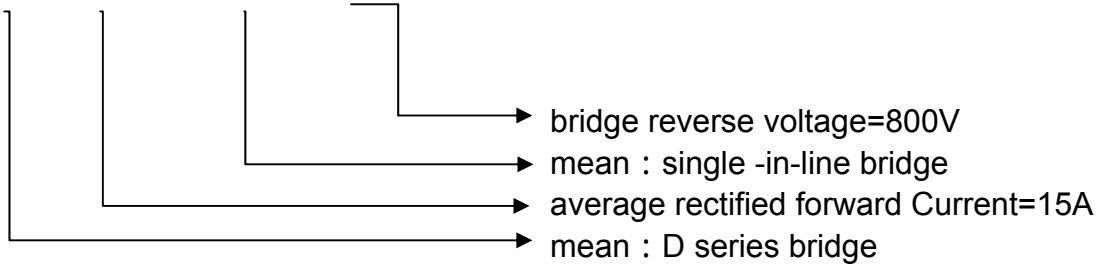 bridge reverse voltage=800V
mean：single -in-line bridge
average rectified forward Current=15A
mean：D series bridge